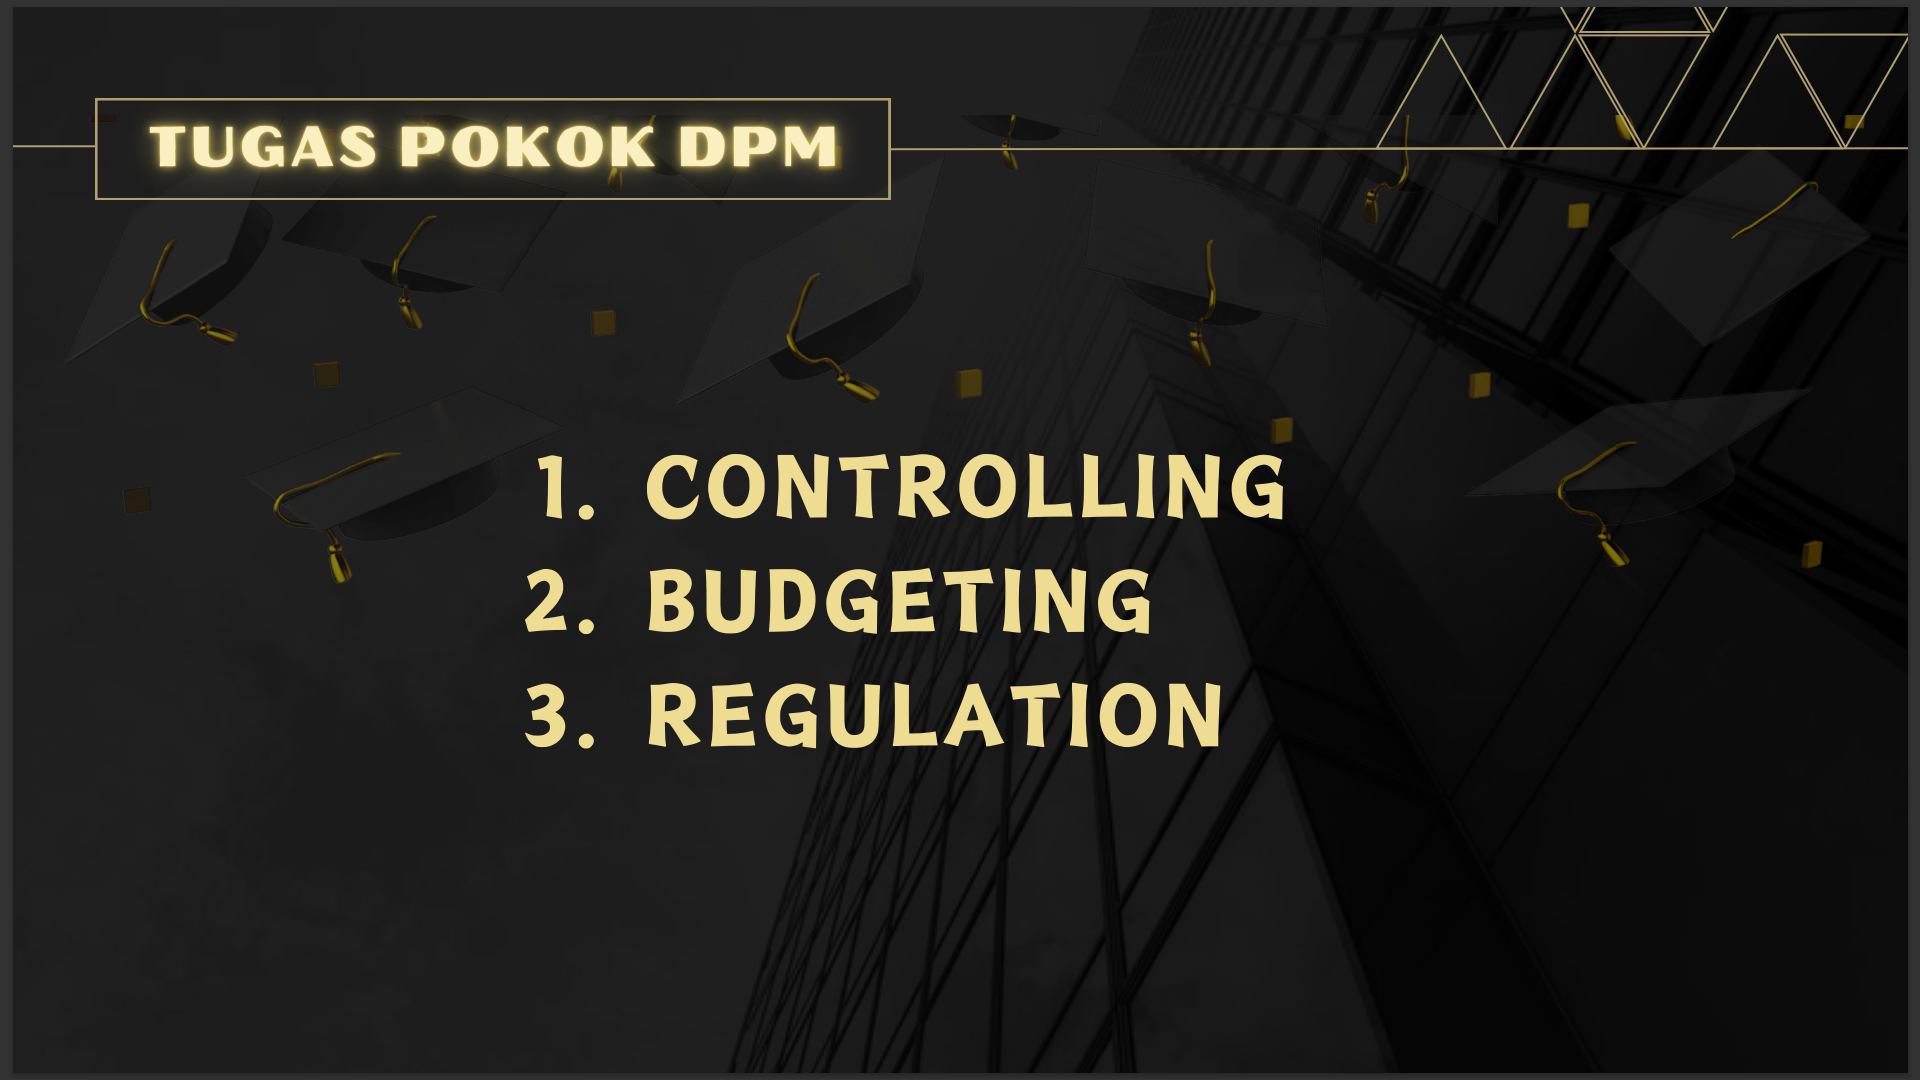 TUGAS POKOK DPM
1. CONTROLLING
2. BUDGETING
3. REGULATION